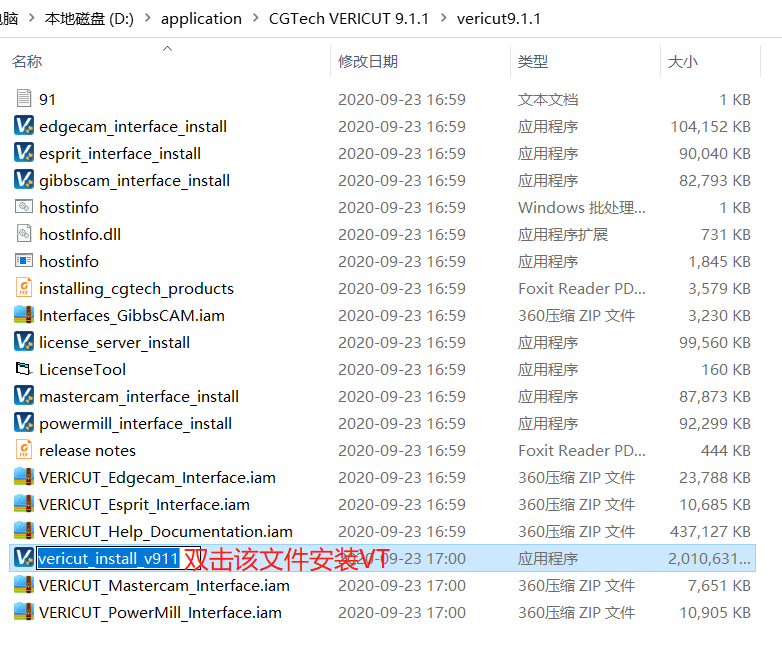 电脑 > 本地磁盘 (D:) > application > CGTech VERICUT 9.1.1 > vericut9.1.1
名称 修改日期 类型 大小
91 2020-09-23 16:59 文本文档 1 KB
edgecam_interface_install 2020-09-23 16:59 应用程序 104,152 KB
esprit_interface_install 2020-09-23 16:59 应用程序 90,040 KB
gibbscam_interface_install 2020-09-23 16:59 应用程序 82,793 KB
hostinfo 2020-09-23 16:59 Windows 批处理... 1 KB
hostInfo.dll 2020-09-23 16:59 应用程序扩展 731 KB
hostinfo 2020-09-23 16:59 应用程序 1,845 KB
installing_cgtech_products 2020-09-23 16:59 Foxit Reader PD... 3,579 KB
Interfaces_GibbsCAM.iam 2020-09-23 16:59 360压缩 ZIP 文件 3,230 KB
license_server_install 2020-09-23 16:59 应用程序 99,560 KB
LicenseTool 2020-09-23 16:59 应用程序 160 KB
mastercam_interface_install 2020-09-23 16:59 应用程序 87,873 KB
powermill_interface_install 2020-09-23 16:59 应用程序 92,299 KB
release notes 2020-09-23 16:59 Foxit Reader PD... 444 KB
VERICUT_Edgecam_Interface.iam 2020-09-23 16:59 360压缩 ZIP 文件 23,788 KB
VERICUT_Esprit_Interface.iam 2020-09-23 16:59 360压缩 ZIP 文件 10,685 KB
VERICUT_Help_Documentation.iam 2020-09-23 16:59 360压缩 ZIP 文件 437,127 KB
vericut_install_v911 双击该文件安装VT 2020-09-23 17:00 应用程序 2,010,631...
VERICUT_Mastercam_Interface.iam 2020-09-23 17:00 360压缩 ZIP 文件 7,651 KB
VERICUT_PowerMill_Interface.iam 2020-09-23 17:00 360压缩 ZIP 文件 10,905 KB